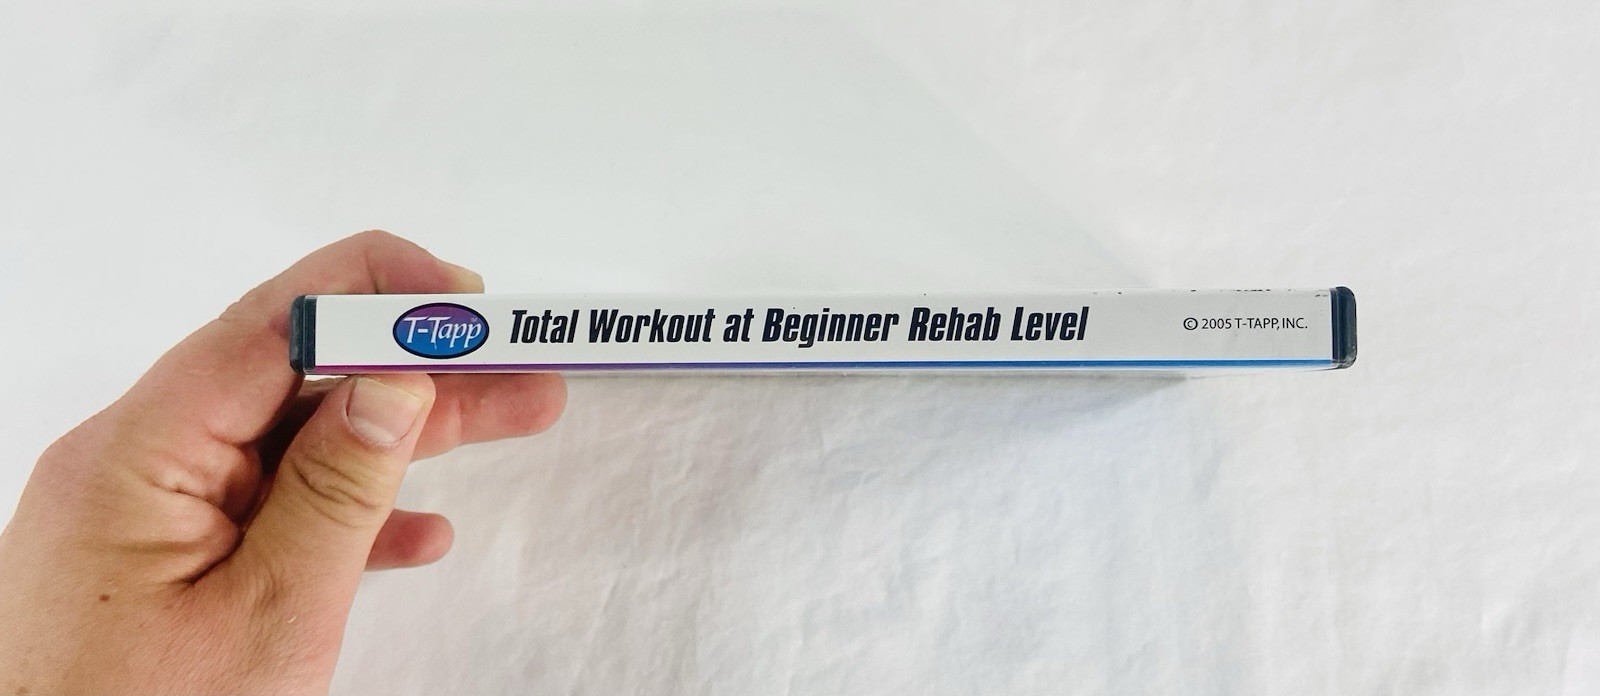 T-Tapp
Total Workout at Beginner Rehab Level
© 2005 T-TAPP, INC.